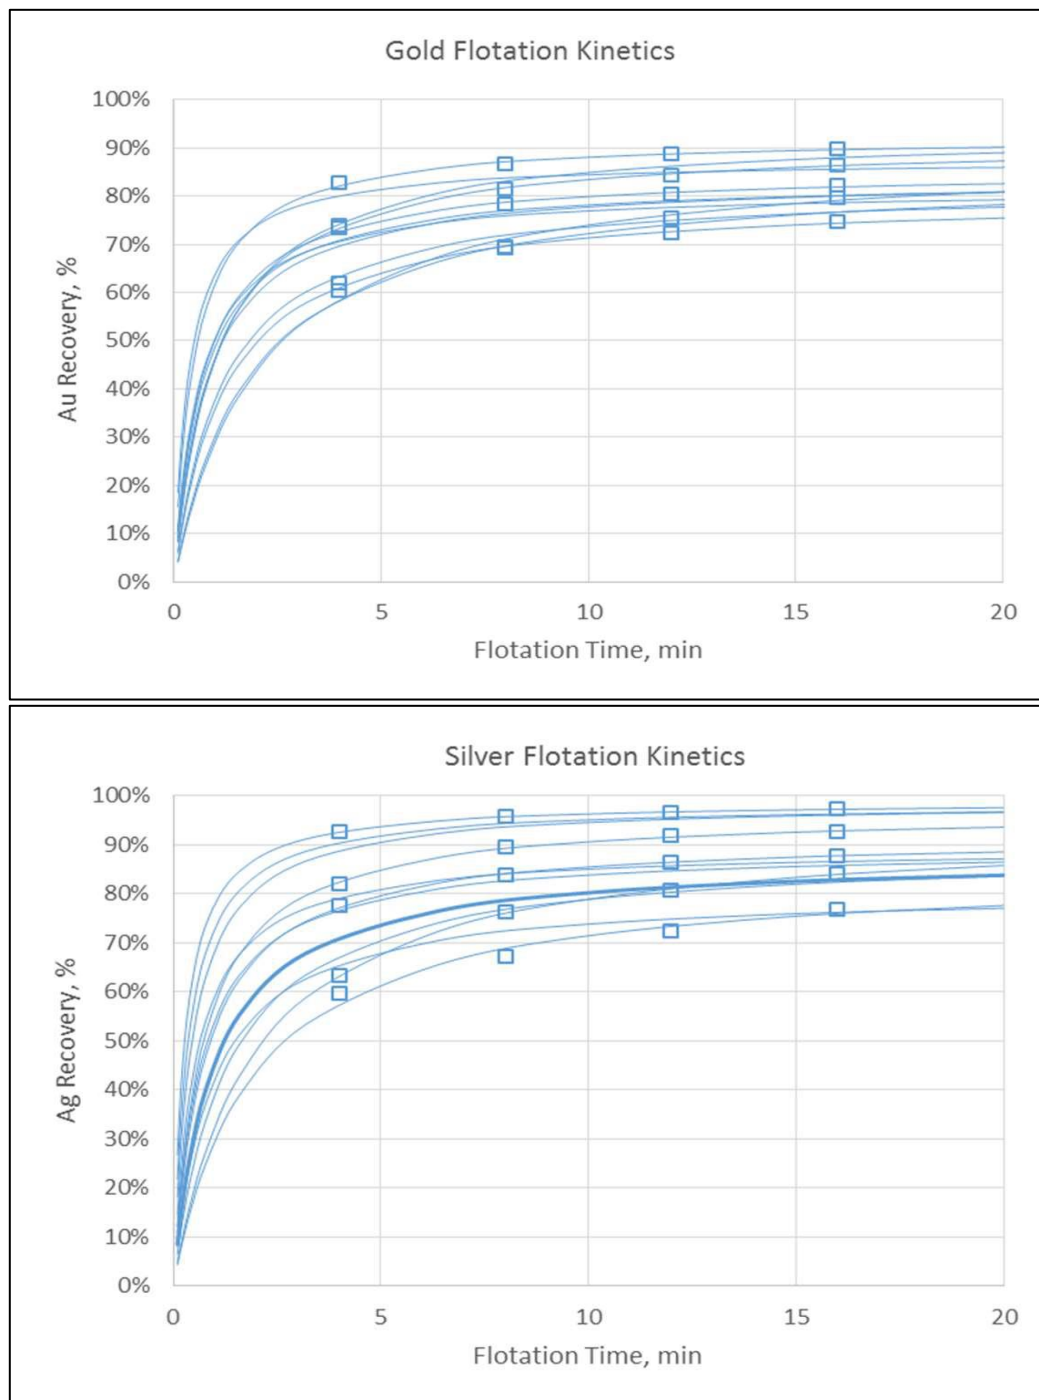 Gold Flotation Kinetics
100%
90%
80%
70%
60%
50%
40%
30%
20%
10%
0%
Au Recovery, %
0 5 10 15 20
Flotation Time, min
Silver Flotation Kinetics
100%
90%
80%
70%
60%
50%
40%
30%
20%
10%
0%
Ag Recovery, %
0 5 10 15 20
Flotation Time, min